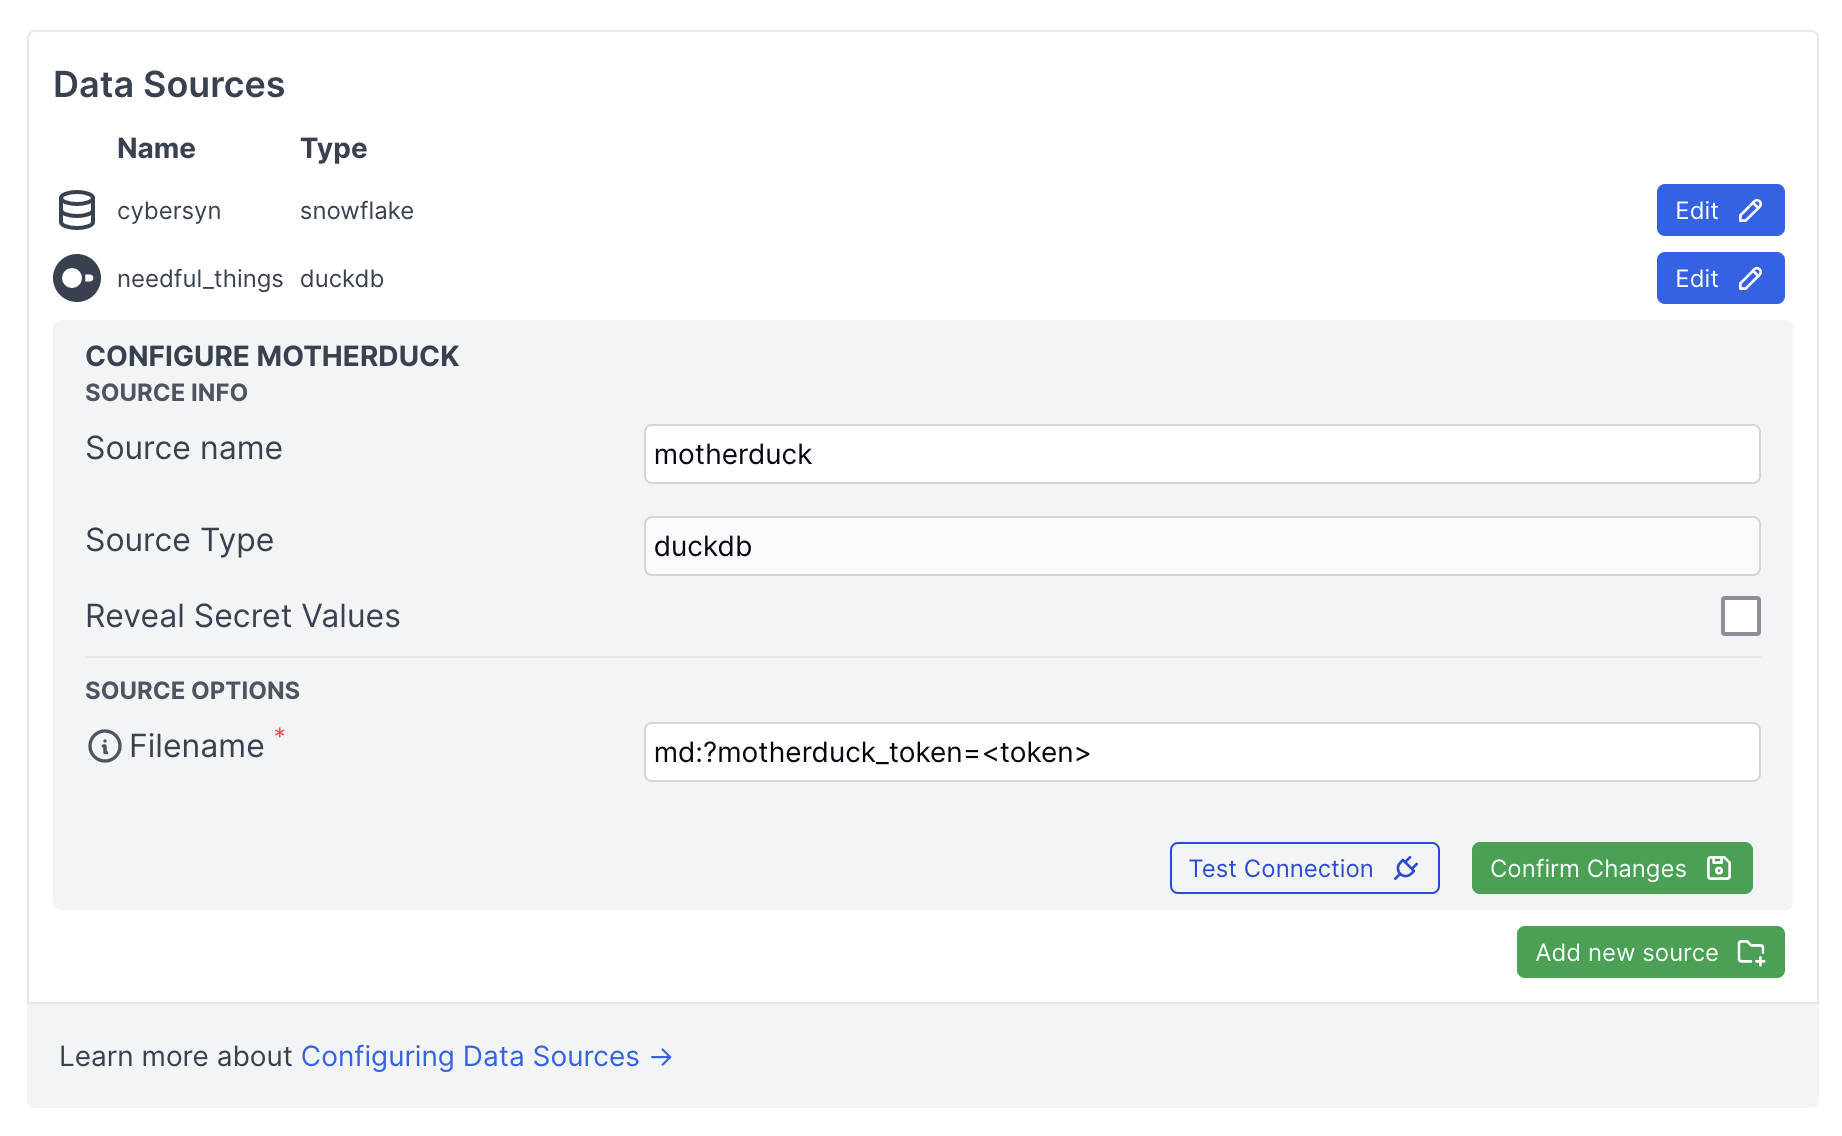 Data Sources
Name Type
cybersyn snowflake Edit
needful_things duckdb Edit
CONFIGURE MOTHERDUCK
SOURCE INFO
Source name motherduck
Source Type duckdb
Reveal Secret Values
SOURCE OPTIONS
Filename * md:?motherduck_token=<token>
Test Connection Confirm Changes
Add new source
Learn more about Configuring Data Sources →